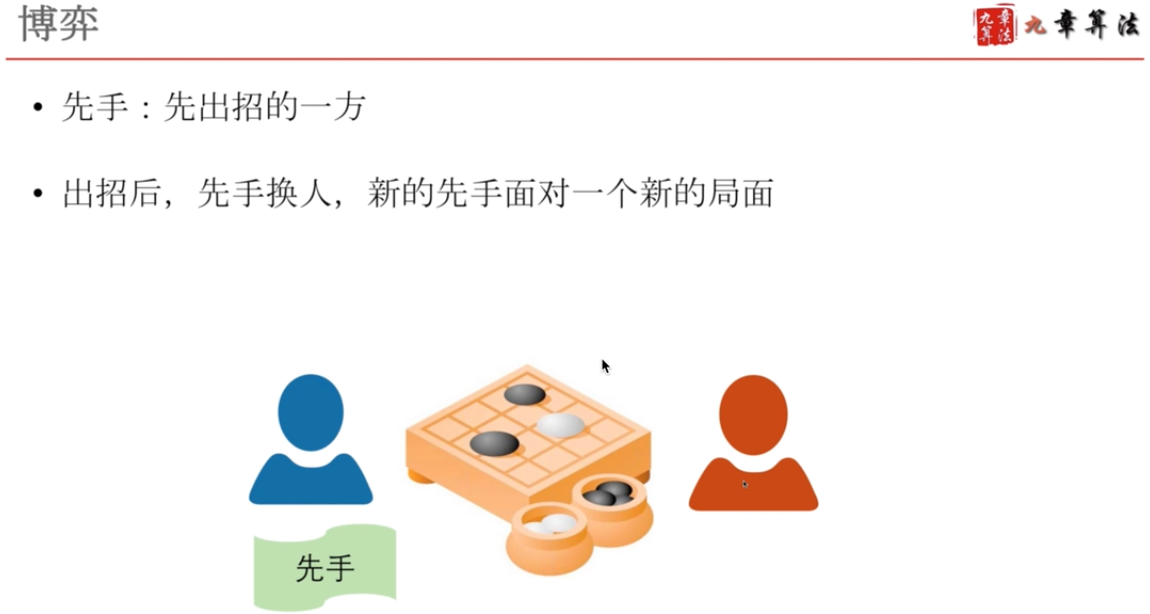 博弈
九章算法
九章算法
• 先手：先出招的一方
• 出招后，先手换人，新的先手面对一个新的局面
先手